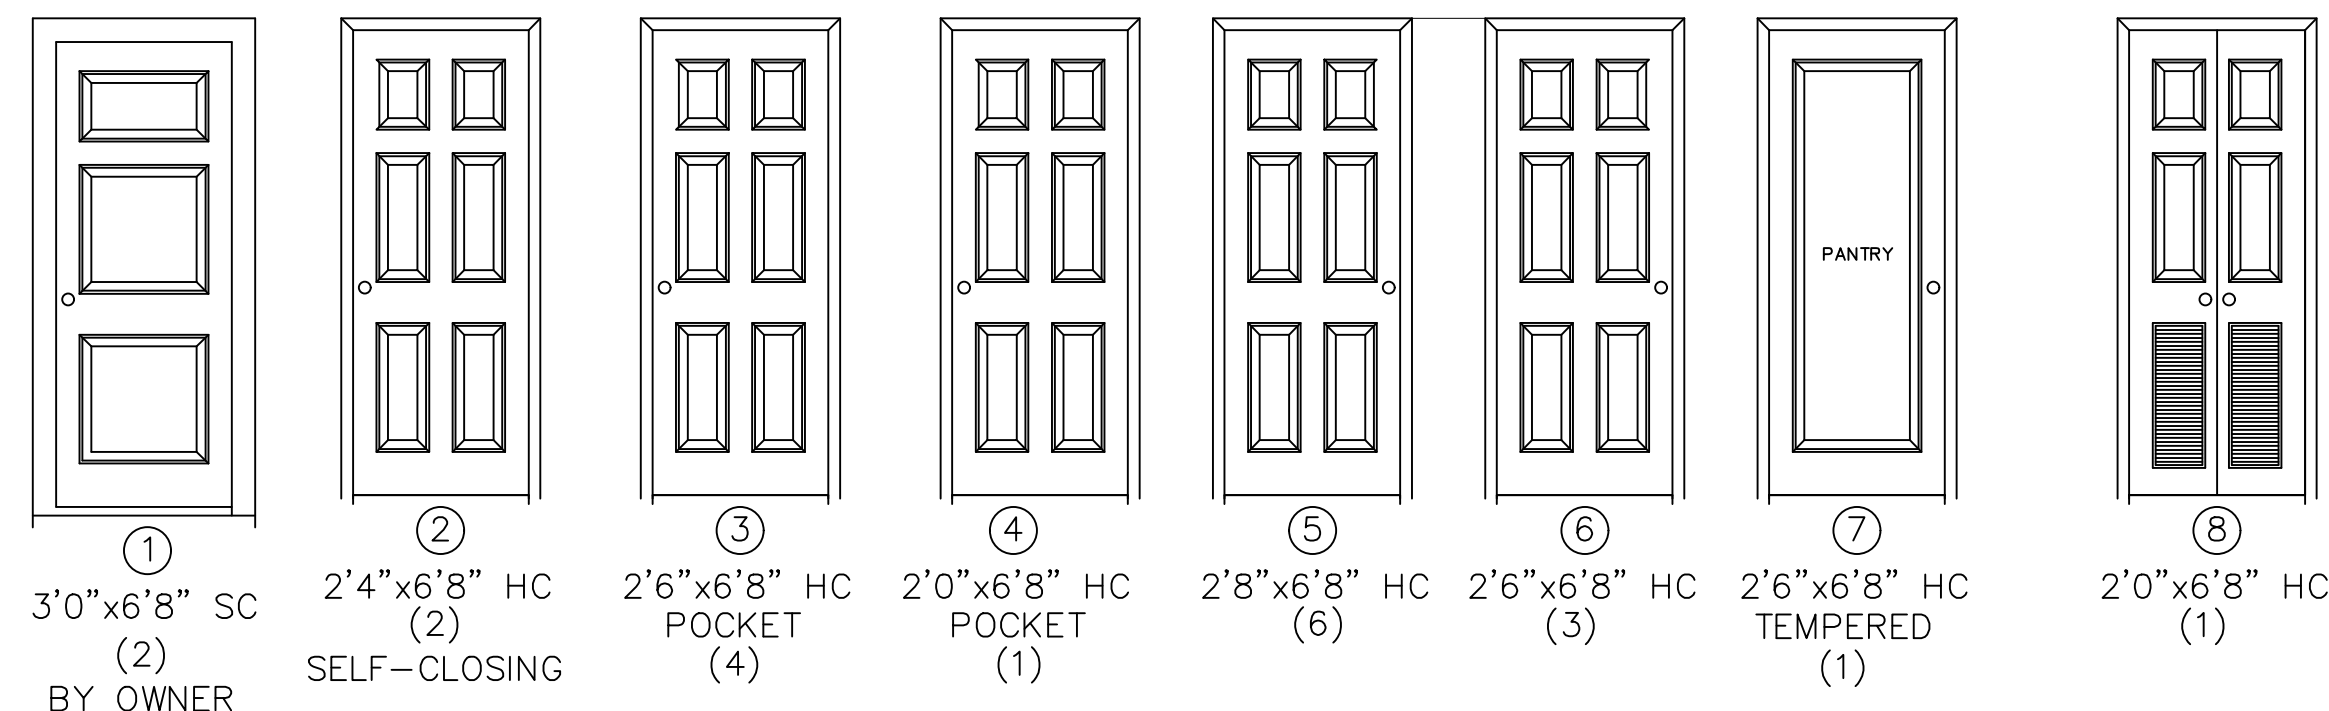 PANTRY
1
3'0"x6'8" SC
(2)
BY OWNER
2
2'4"x6'8" HC
(2)
SELF-CLOSING
3
2'6"x6'8" HC
POCKET
(4)
4
2'0"x6'8" HC
POCKET
(1)
5
2'8"x6'8" HC
(6)
6
2'6"x6'8" HC
(3)
7
2'6"x6'8" HC
TEMPERED
(1)
8
2'0"x6'8" HC
(1)